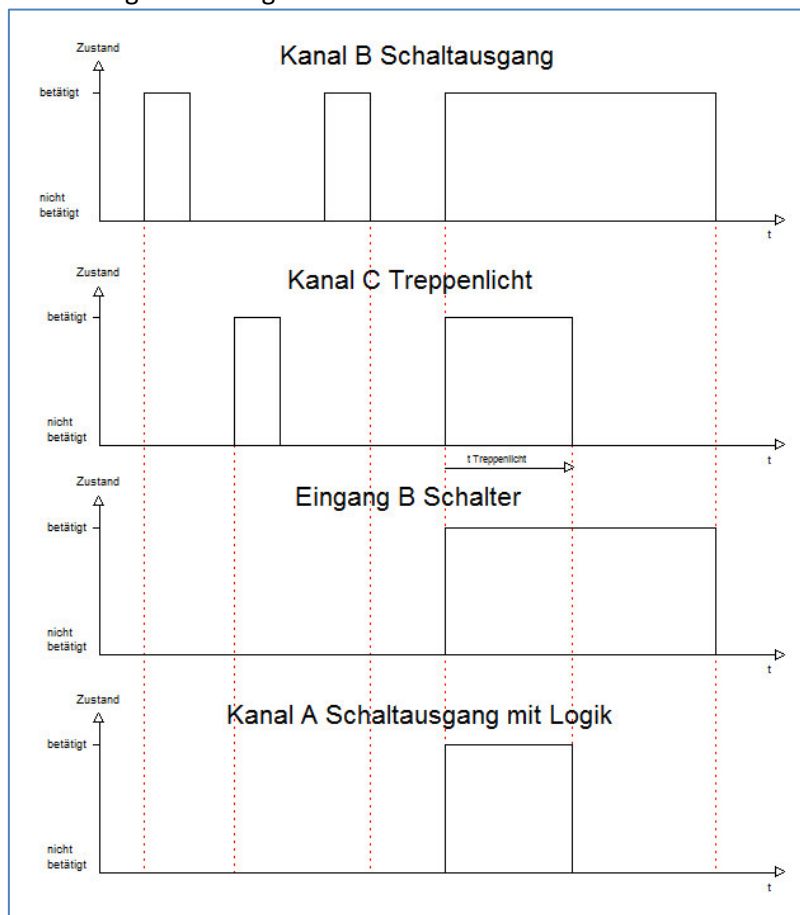 Zustand
Kanal B Schaltausgang
betätigt
nicht
betätigt
t
Zustand
Kanal C Treppenlicht
betätigt
nicht
betätigt
t Treppenlicht
t
Zustand
Eingang B Schalter
betätigt
nicht
betätigt
t
Zustand
Kanal A Schaltausgang mit Logik
betätigt
nicht
betätigt
t